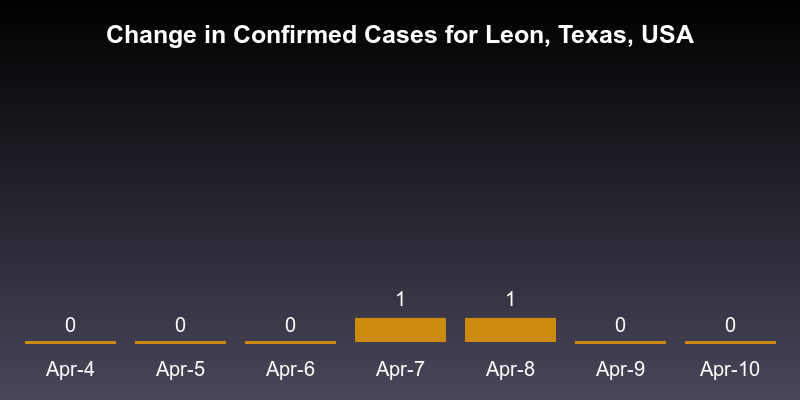 Change in Confirmed Cases for Leon, Texas, USA
0 0 0 1 1 0 0
Apr-4 Apr-5 Apr-6 Apr-7 Apr-8 Apr-9 Apr-10